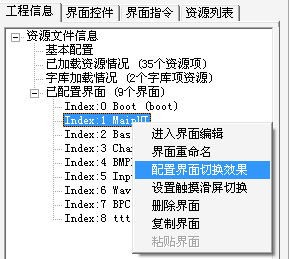 工程信息 界面控件 界面指令 资源列表
资源文件信息
基本配置
已加载资源情况 (35个资源项)
字库加载情况 (2个字库项资源)
已配置界面 (9个界面)
Index:0 Boot (boot)
Index:1 MainUI
Index:2 Bas
Index:3 Cha
Index:4 BMP
Index:5 Inp
Index:6 Wav
Index:7 BPC
Index:8 ttt
进入界面编辑
界面重命名
配置界面切换效果
设置触摸滑屏切换
删除界面
复制界面
粘贴界面